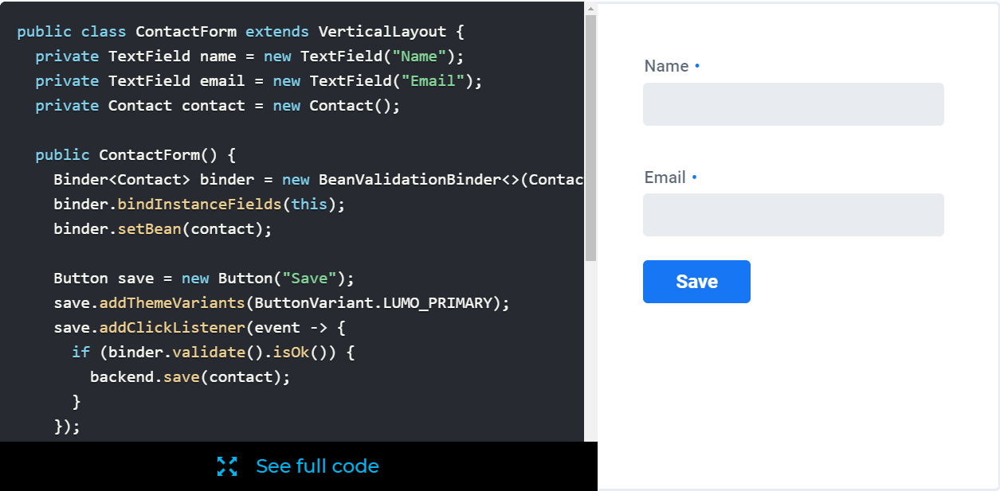 public class ContactForm extends VerticalLayout {
  private TextField name = new TextField("Name");
  private TextField email = new TextField("Email");
  private Contact contact = new Contact();

  public ContactForm() {
    Binder<Contact> binder = new BeanValidationBinder<>(Contac
    binder.bindInstanceFields(this);
    binder.setBean(contact);

    Button save = new Button("Save");
    save.addThemeVariants(ButtonVariant.LUMO_PRIMARY);
    save.addClickListener(event -> {
      if (binder.validate().isOk()) {
        backend.save(contact);
      }
    });
See full code
Name •
Email •
Save